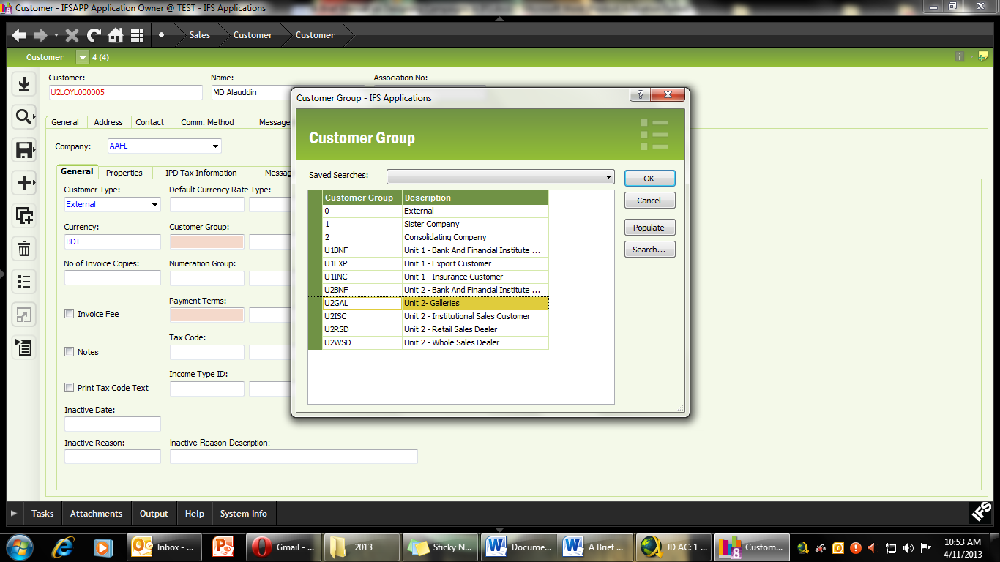 Customer - IFSAPP Application Owner @ TEST - IFS Applications
Sales Customer Customer
Customer 4 (4)
Customer: Name: Association No:
U2LOYL000005 MD Alauddin
General Address Contact Comm. Method Message
Company: AAFL
General Properties IPD Tax Information Messag
Customer Type: Default Currency Rate Type:
External
Currency: Customer Group:
BDT
No of Invoice Copies: Numeration Group:
Payment Terms:
Invoice Fee
Tax Code:
Notes
Income Type ID:
Print Tax Code Text
Inactive Date:
Inactive Reason: Inactive Reason Description:
Customer Group - IFS Applications
?
Customer Group
Saved Searches:
OK
Cancel
Populate
Search...
Customer Group Description
0 External
1 Sister Company
2 Consolidating Company
U1BNF Unit 1 - Bank And Financial Institute ...
U1EXP Unit 1 - Export Customer
U1INC Unit 1 - Insurance Customer
U2BNF Unit 2 - Bank And Financial Institute ...
U2GAL Unit 2- Galleries
U2ISC Unit 2 - Institutional Sales Customer
U2RSD Unit 2 - Retail Sales Dealer
U2WSD Unit 2 - Whole Sales Dealer
Tasks Attachments Output Help System Info
IFS
Inbox - ... Gmail - ... 2013 Sticky N... Docume... A Brief ... JD AC: 1 ... Custom...
10:53 AM
4/11/2013